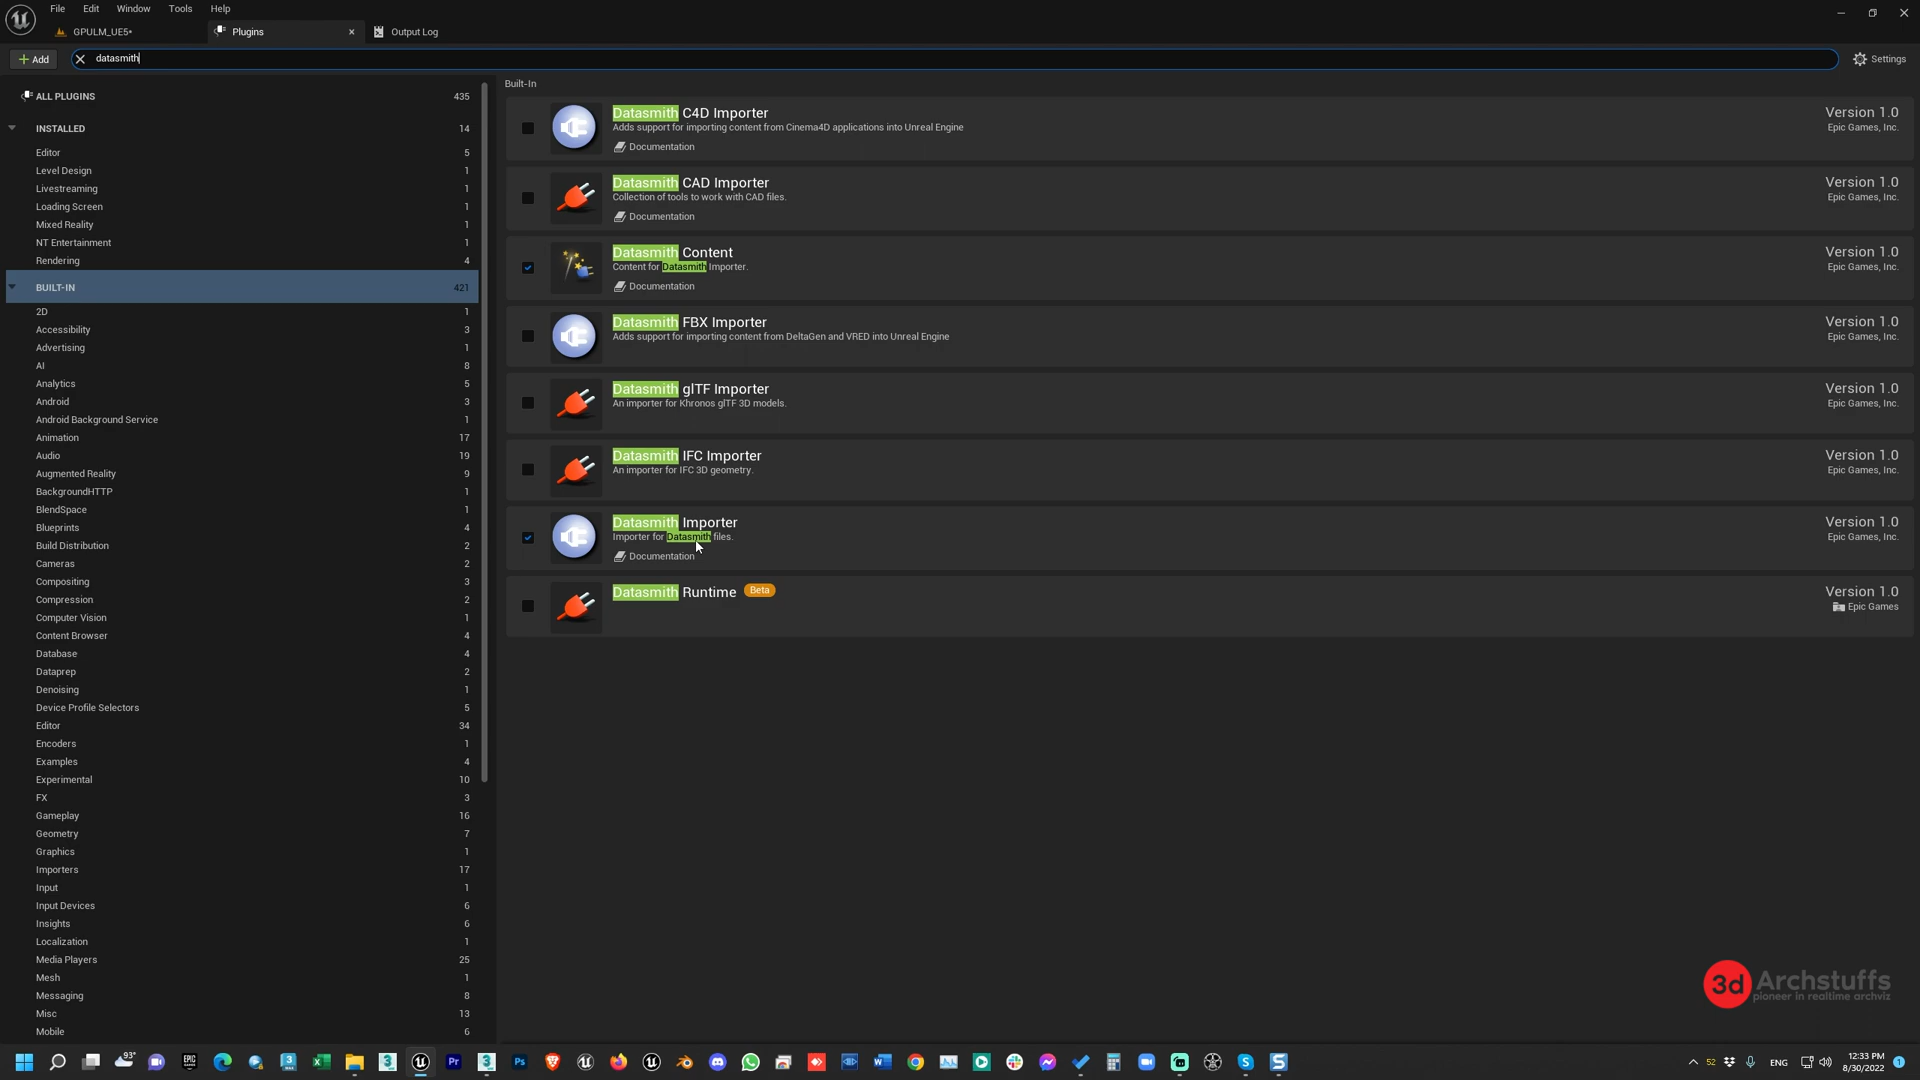 File Edit Window Tools Help
GPULM_UE5* Plugins Output Log
Add datasmith Settings
ALL PLUGINS 435
INSTALLED 14
Editor 5
Level Design 1
Livestreaming 1
Loading Screen 1
Mixed Reality 1
NT Entertainment 1
Rendering 4
BUILT-IN 421
2D 1
Accessibility 3
Advertising 1
AI 8
Analytics 5
Android 3
Android Background Service 1
Animation 17
Audio 19
Augmented Reality 9
BackgroundHTTP 1
BlendSpace 1
Blueprints 4
Build Distribution 2
Cameras 2
Compositing 3
Compression 2
Computer Vision 1
Content Browser 4
Database 4
Dataprep 2
Denoising 1
Device Profile Selectors 5
Editor 34
Encoders 1
Examples 4
Experimental 10
FX 3
Gameplay 16
Geometry 7
Graphics 1
Importers 17
Input 1
Input Devices 6
Insights 6
Localization 1
Media Players 25
Mesh 1
Messaging 8
Misc 13
Mobile 6
Built-In
Datasmith C4D Importer Version 1.0
Adds support for importing content from Cinema4D applications into Unreal Engine Epic Games, Inc.
Documentation
Datasmith CAD Importer Version 1.0
Collection of tools to work with CAD files. Epic Games, Inc.
Documentation
Datasmith Content Version 1.0
Content for Datasmith Importer. Epic Games, Inc.
Documentation
Datasmith FBX Importer Version 1.0
Adds support for importing content from DeltaGen and VRED into Unreal Engine Epic Games, Inc.
Datasmith glTF Importer Version 1.0
An importer for Khronos glTF 3D models. Epic Games, Inc.
Datasmith IFC Importer Version 1.0
An importer for IFC 3D geometry. Epic Games, Inc.
Datasmith Importer Version 1.0
Importer for Datasmith files. Epic Games, Inc.
Documentation
Datasmith Runtime Beta Version 1.0
Epic Games
3d Archstuffs
pioneer in realtime archviz
93° Pr Ps 52 ENG 12:33 PM
8/30/2022 1